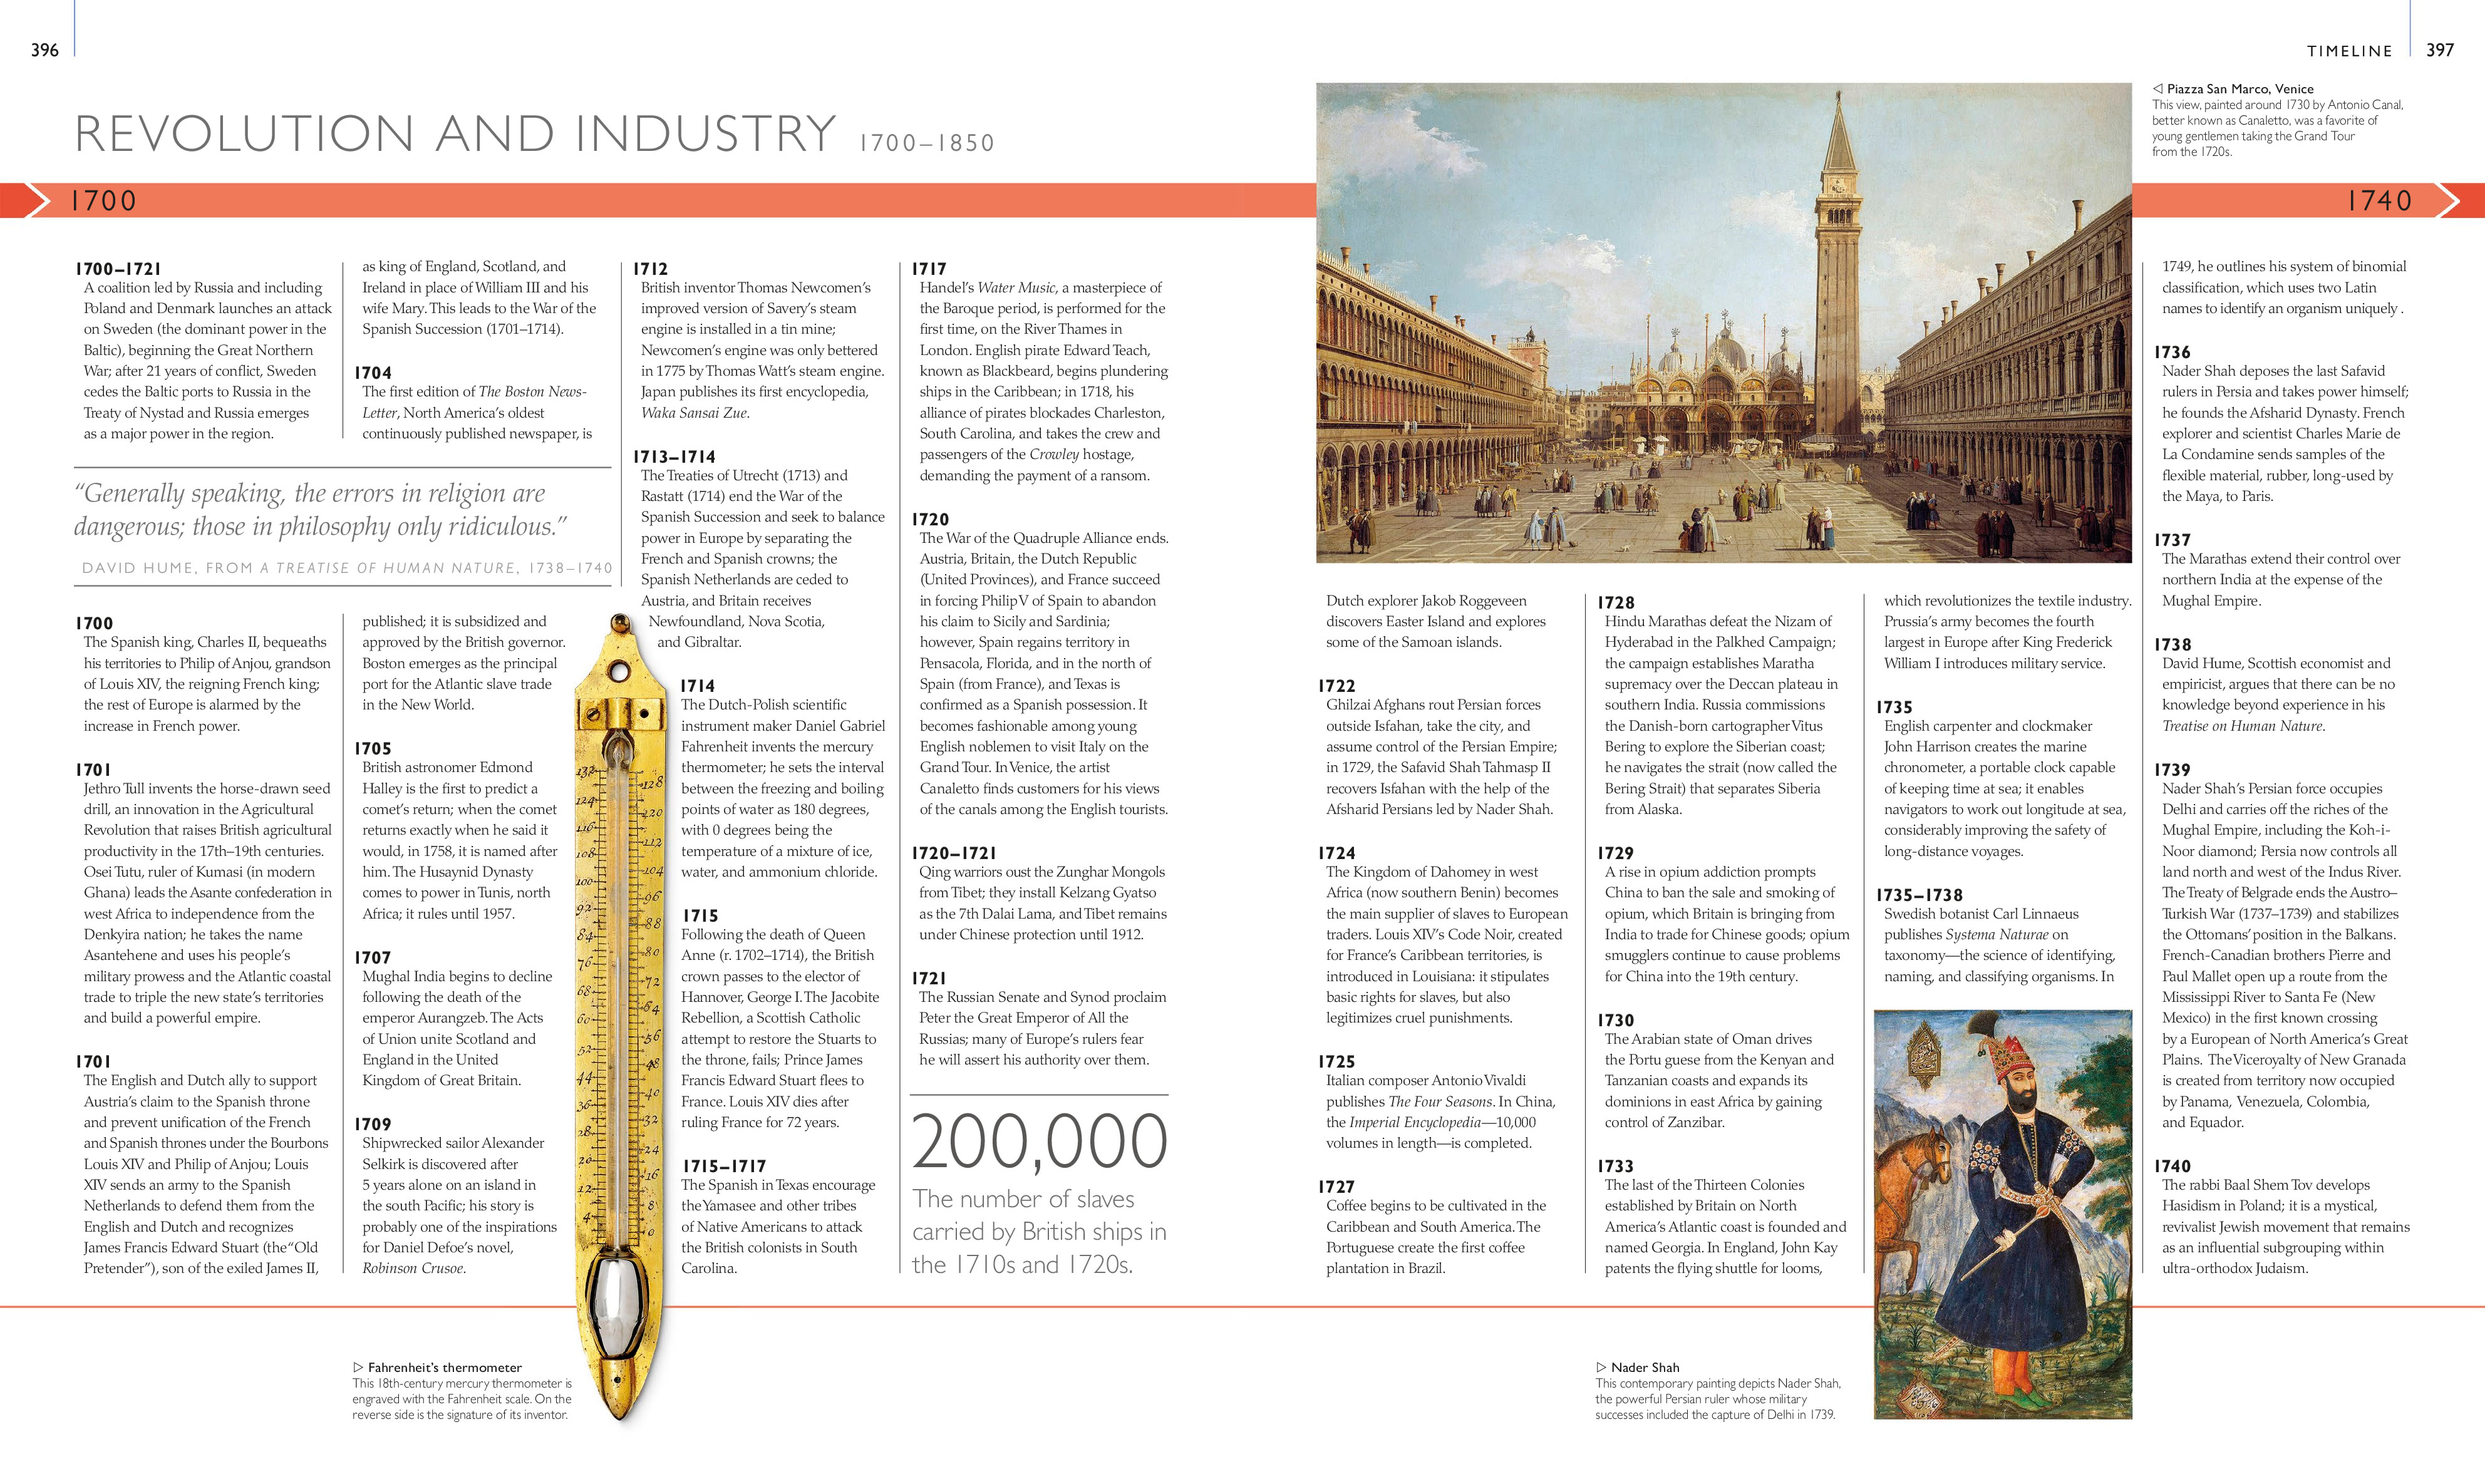 396
TIMELINE 397
REVOLUTION AND INDUSTRY 1700–1850
1700
1740
◁ Piazza San Marco, Venice
This view, painted around 1730 by Antonio Canal,
better known as Canaletto, was a favorite of
young gentlemen taking the Grand Tour
from the 1720s.
1700–1721
A coalition led by Russia and including
Poland and Denmark launches an attack
on Sweden (the dominant power in the
Baltic), beginning the Great Northern
War; after 21 years of conflict, Sweden
cedes the Baltic ports to Russia in the
Treaty of Nystad and Russia emerges
as a major power in the region.
“Generally speaking, the errors in religion are
dangerous; those in philosophy only ridiculous.”
DAVID HUME, FROM A TREATISE OF HUMAN NATURE, 1738–1740
1700
The Spanish king, Charles II, bequeaths
his territories to Philip of Anjou, grandson
of Louis XIV, the reigning French king;
the rest of Europe is alarmed by the
increase in French power.
1701
Jethro Tull invents the horse-drawn seed
drill, an innovation in the Agricultural
Revolution that raises British agricultural
productivity in the 17th–19th centuries.
Osei Tutu, ruler of Kumasi (in modern
Ghana) leads the Asante confederation in
west Africa to independence from the
Denkyira nation; he takes the name
Asantehene and uses his people’s
military prowess and the Atlantic coastal
trade to triple the new state’s territories
and build a powerful empire.
1701
The English and Dutch ally to support
Austria’s claim to the Spanish throne
and prevent unification of the French
and Spanish thrones under the Bourbons
Louis XIV and Philip of Anjou; Louis
XIV sends an army to the Spanish
Netherlands to defend them from the
English and Dutch and recognizes
James Francis Edward Stuart (the “Old
Pretender”), son of the exiled James II,
as king of England, Scotland, and
Ireland in place of William III and his
wife Mary. This leads to the War of the
Spanish Succession (1701–1714).
1704
The first edition of The Boston News-
Letter, North America’s oldest
continuously published newspaper, is
published; it is subsidized and
approved by the British governor.
Boston emerges as the principal
port for the Atlantic slave trade
in the New World.
1705
British astronomer Edmond
Halley is the first to predict a
comet’s return; when the comet
returns exactly when he said it
would, in 1758, it is named after
him. The Husaynid Dynasty
comes to power in Tunis, north
Africa; it rules until 1957.
1707
Mughal India begins to decline
following the death of the
emperor Aurangzeb. The Acts
of Union unite Scotland and
England in the United
Kingdom of Great Britain.
1709
Shipwrecked sailor Alexander
Selkirk is discovered after
5 years alone on an island in
the south Pacific; his story is
probably one of the inspirations
for Daniel Defoe’s novel,
Robinson Crusoe.
▷ Fahrenheit’s thermometer
This 18th-century mercury thermometer is
engraved with the Fahrenheit scale. On the
reverse side is the signature of its inventor.
132
124
116
108
100
92
84
76
68
60
52
44
36
28
20
12
4
128
120
112
104
96
88
80
72
64
56
48
40
32
24
16
8
0
1712
British inventor Thomas Newcomen’s
improved version of Savery’s steam
engine is installed in a tin mine;
Newcomen’s engine was only bettered
in 1775 by Thomas Watt’s steam engine.
Japan publishes its first encyclopedia,
Waka Sansai Zue.
1713–1714
The Treaties of Utrecht (1713) and
Rastatt (1714) end the War of the
Spanish Succession and seek to balance
power in Europe by separating the
French and Spanish crowns; the
Spanish Netherlands are ceded to
Austria, and Britain receives
Newfoundland, Nova Scotia,
and Gibraltar.
1714
The Dutch-Polish scientific
instrument maker Daniel Gabriel
Fahrenheit invents the mercury
thermometer; he sets the interval
between the freezing and boiling
points of water as 180 degrees,
with 0 degrees being the
temperature of a mixture of ice,
water, and ammonium chloride.
1715
Following the death of Queen
Anne (r. 1702–1714), the British
crown passes to the elector of
Hannover, George I. The Jacobite
Rebellion, a Scottish Catholic
attempt to restore the Stuarts to
the throne, fails; Prince James
Francis Edward Stuart flees to
France. Louis XIV dies after
ruling France for 72 years.
1715–1717
The Spanish in Texas encourage
the Yamasee and other tribes
of Native Americans to attack
the British colonists in South
Carolina.
1717
Handel’s Water Music, a masterpiece of
the Baroque period, is performed for the
first time, on the River Thames in
London. English pirate Edward Teach,
known as Blackbeard, begins plundering
ships in the Caribbean; in 1718, his
alliance of pirates blockades Charleston,
South Carolina, and takes the crew and
passengers of the Crowley hostage,
demanding the payment of a ransom.
1720
The War of the Quadruple Alliance ends.
Austria, Britain, the Dutch Republic
(United Provinces), and France succeed
in forcing Philip V of Spain to abandon
his claim to Sicily and Sardinia;
however, Spain regains territory in
Pensacola, Florida, and in the north of
Spain (from France), and Texas is
confirmed as a Spanish possession. It
becomes fashionable among young
English noblemen to visit Italy on the
Grand Tour. In Venice, the artist
Canaletto finds customers for his views
of the canals among the English tourists.
1720–1721
Qing warriors oust the Zunghar Mongols
from Tibet; they install Kelzang Gyatso
as the 7th Dalai Lama, and Tibet remains
under Chinese protection until 1912.
1721
The Russian Senate and Synod proclaim
Peter the Great Emperor of All the
Russias; many of Europe’s rulers fear
he will assert his authority over them.
200,000
The number of slaves
carried by British ships in
the 1710s and 1720s.
Dutch explorer Jakob Roggeveen
discovers Easter Island and explores
some of the Samoan islands.
1722
Ghilzai Afghans rout Persian forces
outside Isfahan, take the city, and
assume control of the Persian Empire;
in 1729, the Safavid Shah Tahmasp II
recovers Isfahan with the help of the
Afsharid Persians led by Nader Shah.
1724
The Kingdom of Dahomey in west
Africa (now southern Benin) becomes
the main supplier of slaves to European
traders. Louis XIV’s Code Noir, created
for France’s Caribbean territories, is
introduced in Louisiana: it stipulates
basic rights for slaves, but also
legitimizes cruel punishments.
1725
Italian composer Antonio Vivaldi
publishes The Four Seasons. In China,
the Imperial Encyclopedia—10,000
volumes in length—is completed.
1727
Coffee begins to be cultivated in the
Caribbean and South America. The
Portuguese create the first coffee
plantation in Brazil.
1728
Hindu Marathas defeat the Nizam of
Hyderabad in the Palkhed Campaign;
the campaign establishes Maratha
supremacy over the Deccan plateau in
southern India. Russia commissions
the Danish-born cartographer Vitus
Bering to explore the Siberian coast;
he navigates the strait (now called the
Bering Strait) that separates Siberia
from Alaska.
1729
A rise in opium addiction prompts
China to ban the sale and smoking of
opium, which Britain is bringing from
India to trade for Chinese goods; opium
smugglers continue to cause problems
for China into the 19th century.
1730
The Arabian state of Oman drives
the Portu guese from the Kenyan and
Tanzanian coasts and expands its
dominions in east Africa by gaining
control of Zanzibar.
1733
The last of the Thirteen Colonies
established by Britain on North
America’s Atlantic coast is founded and
named Georgia. In England, John Kay
patents the flying shuttle for looms,
▷ Nader Shah
This contemporary painting depicts Nader Shah,
the powerful Persian ruler whose military
successes included the capture of Delhi in 1739.
which revolutionizes the textile industry.
Prussia’s army becomes the fourth
largest in Europe after King Frederick
William I introduces military service.
1735
English carpenter and clockmaker
John Harrison creates the marine
chronometer, a portable clock capable
of keeping time at sea; it enables
navigators to work out longitude at sea,
considerably improving the safety of
long-distance voyages.
1735–1738
Swedish botanist Carl Linnaeus
publishes Systema Naturae on
taxonomy—the science of identifying,
naming, and classifying organisms. In
1749, he outlines his system of binomial
classification, which uses two Latin
names to identify an organism uniquely .
1736
Nader Shah deposes the last Safavid
rulers in Persia and takes power himself;
he founds the Afsharid Dynasty. French
explorer and scientist Charles Marie de
La Condamine sends samples of the
flexible material, rubber, long-used by
the Maya, to Paris.
1737
The Marathas extend their control over
northern India at the expense of the
Mughal Empire.
1738
David Hume, Scottish economist and
empiricist, argues that there can be no
knowledge beyond experience in his
Treatise on Human Nature.
1739
Nader Shah’s Persian force occupies
Delhi and carries off the riches of the
Mughal Empire, including the Koh-i-
Noor diamond; Persia now controls all
land north and west of the Indus River.
The Treaty of Belgrade ends the Austro–
Turkish War (1737–1739) and stabilizes
the Ottomans’ position in the Balkans.
French-Canadian brothers Pierre and
Paul Mallet open up a route from the
Mississippi River to Santa Fe (New
Mexico) in the first known crossing
by a European of North America’s Great
Plains. The Viceroyalty of New Granada
is created from territory now occupied
by Panama, Venezuela, Colombia,
and Equador.
1740
The rabbi Baal Shem Tov develops
Hasidism in Poland; it is a mystical,
revivalist Jewish movement that remains
as an influential subgrouping within
ultra-orthodox Judaism.